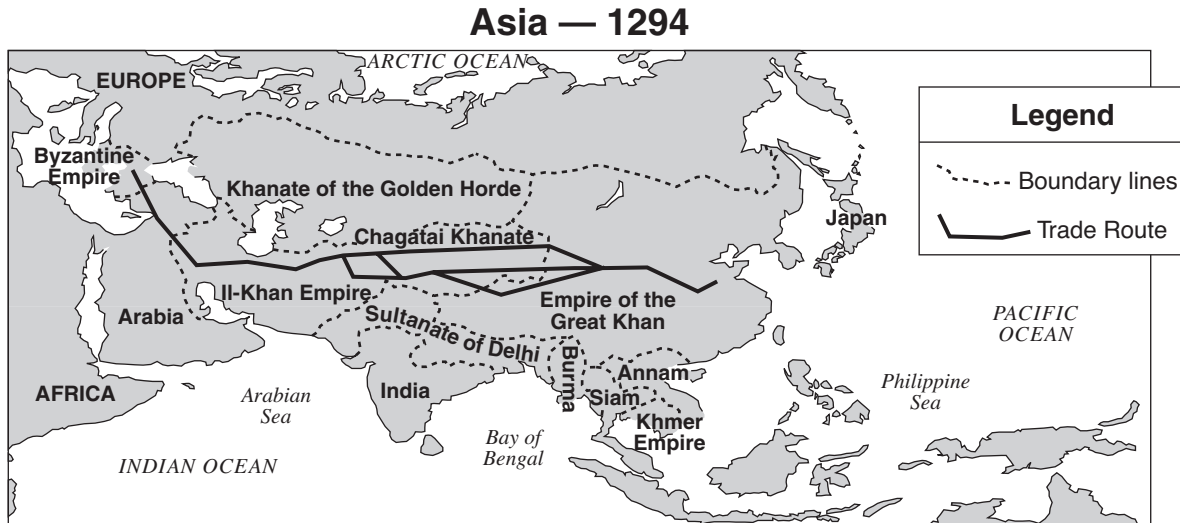 Asia — 1294
ARCTIC OCEAN
EUROPE
Legend
Byzantine
Empire
Khanate of the Golden Horde
Boundary lines
Japan
Trade Route
Chagatai Khanate
Il-Khan Empire
Empire of the
Great Khan
Arabia
Sultanate of Delhi
PACIFIC
OCEAN
Burma
Annam
AFRICA
India
Siam
Arabian
Sea
Philippine
Sea
Khmer
Empire
Bay of
Bengal
INDIAN OCEAN